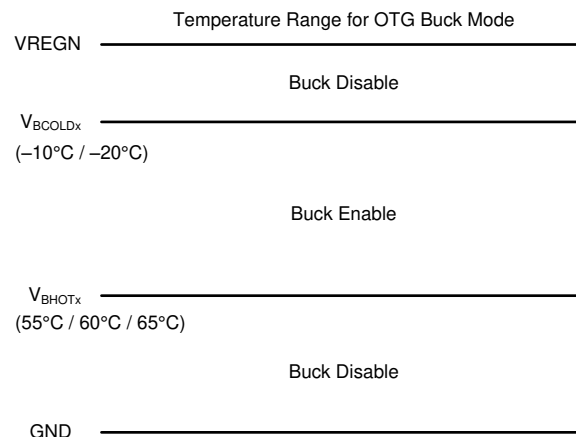 Temperature Range for OTG Buck Mode
VREGN
Buck Disable
VBCOLDx
(–10°C / –20°C)
Buck Enable
VBHOTx
(55°C / 60°C / 65°C)
Buck Disable
GND